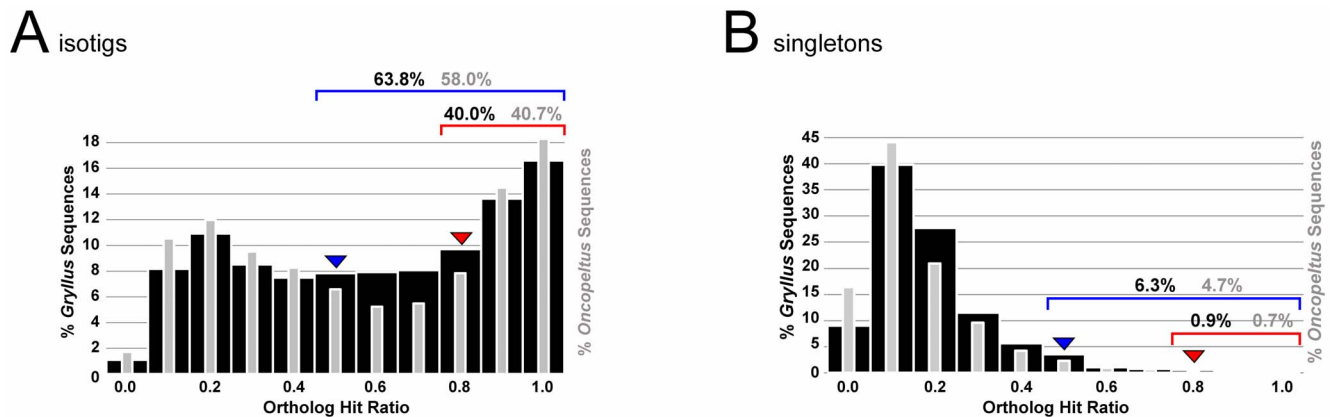 A isotigs
63.8% 58.0%
40.0% 40.7%
% Gryllus Sequences
18
16
14
12
10
8
6
4
2
0
0.0 0.2 0.4 0.6 0.8 1.0
Ortholog Hit Ratio
% Oncopeltus Sequences
B singletons
% Gryllus Sequences
45
40
35
30
25
20
15
10
5
0
6.3% 4.7%
0.9% 0.7%
0.0 0.2 0.4 0.6 0.8 1.0
Ortholog Hit Ratio
% Oncopeltus Sequences